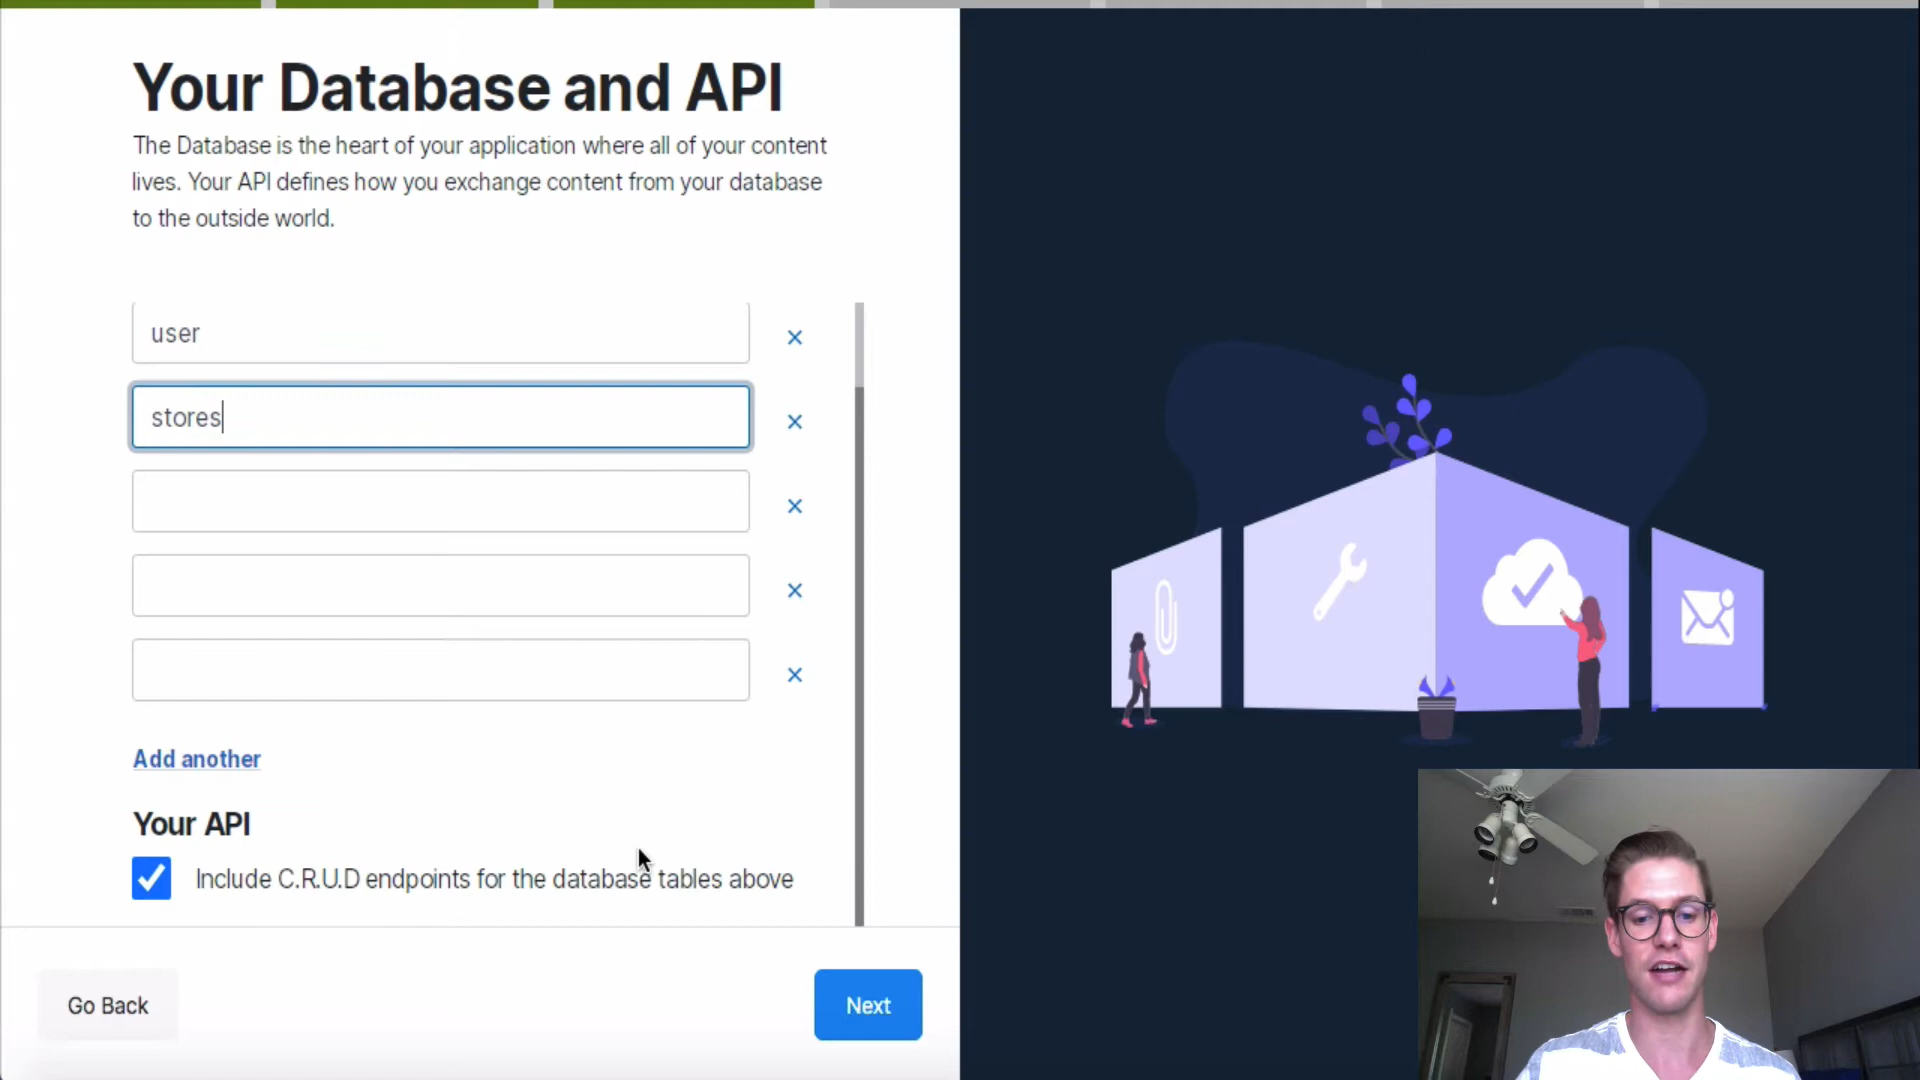 Your Database and API
The Database is the heart of your application where all of your content
lives. Your API defines how you exchange content from your database
to the outside world.
user
stores
Add another
Your API
Include C.R.U.D endpoints for the database tables above
Go Back
Next